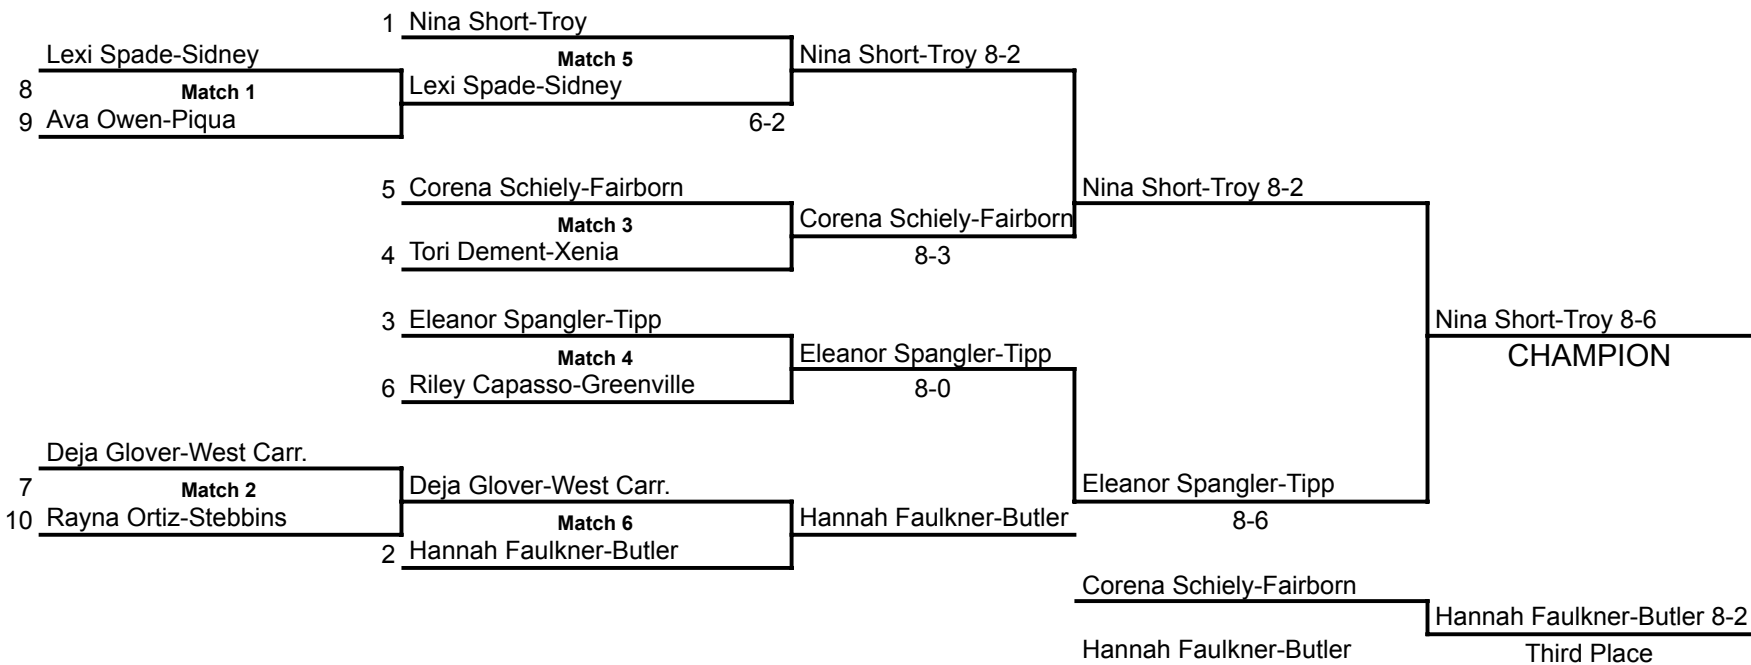 1 Nina Short-Troy
Lexi Spade-Sidney
Match 5
Nina Short-Troy 8-2
8
Match 1
Lexi Spade-Sidney
9 Ava Owen-Piqua
6-2
5 Corena Schiely-Fairborn
Nina Short-Troy 8-2
Match 3
Corena Schiely-Fairborn
4 Tori Dement-Xenia
8-3
3 Eleanor Spangler-Tipp
Nina Short-Troy 8-6
Match 4
Eleanor Spangler-Tipp
CHAMPION
6 Riley Capasso-Greenville
8-0
Deja Glover-West Carr.
7
Match 2
Deja Glover-West Carr.
Eleanor Spangler-Tipp
10 Rayna Ortiz-Stebbins
Match 6
Hannah Faulkner-Butler
8-6
2 Hannah Faulkner-Butler
Corena Schiely-Fairborn
Hannah Faulkner-Butler 8-2
Hannah Faulkner-Butler
Third Place